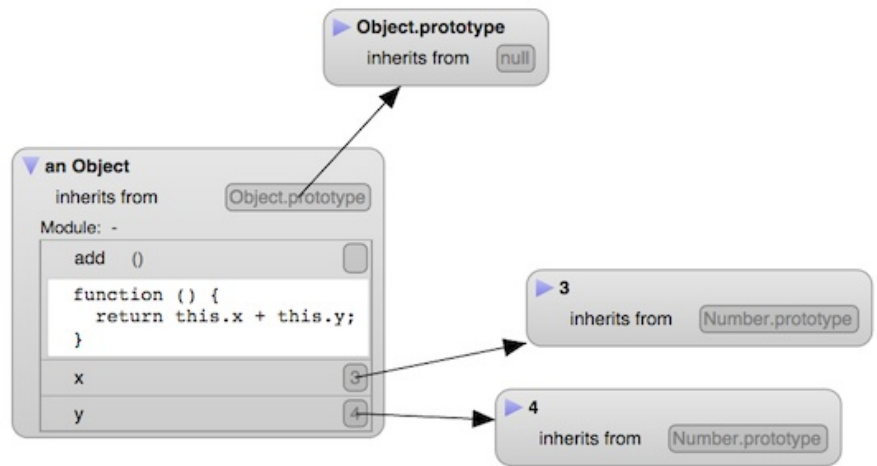 Object.prototype
inherits from null
an Object
inherits from Object.prototype
Module: -
add ()
function () {
return this.x + this.y;
}
x 3
y 4
3
inherits from Number.prototype
4
inherits from Number.prototype